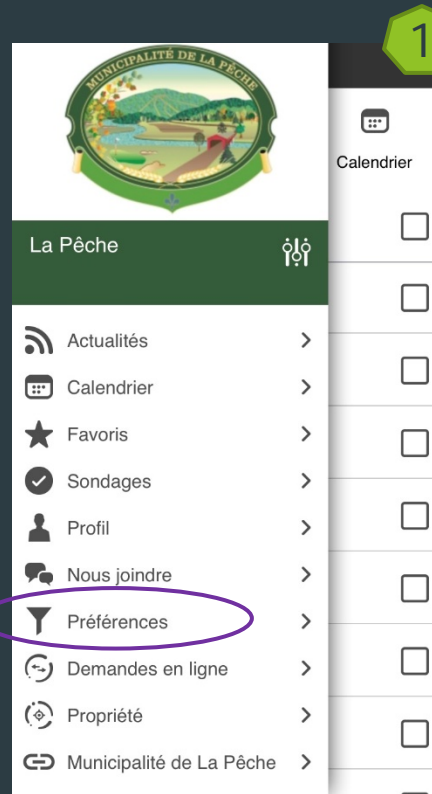 1
MUNICIPALITÉ DE LA PÊCHE
Calendrier
La Pêche
Actualités
Calendrier
Favoris
Sondages
Profil
Nous joindre
Préférences
Demandes en ligne
Propriété
Municipalité de La Pêche